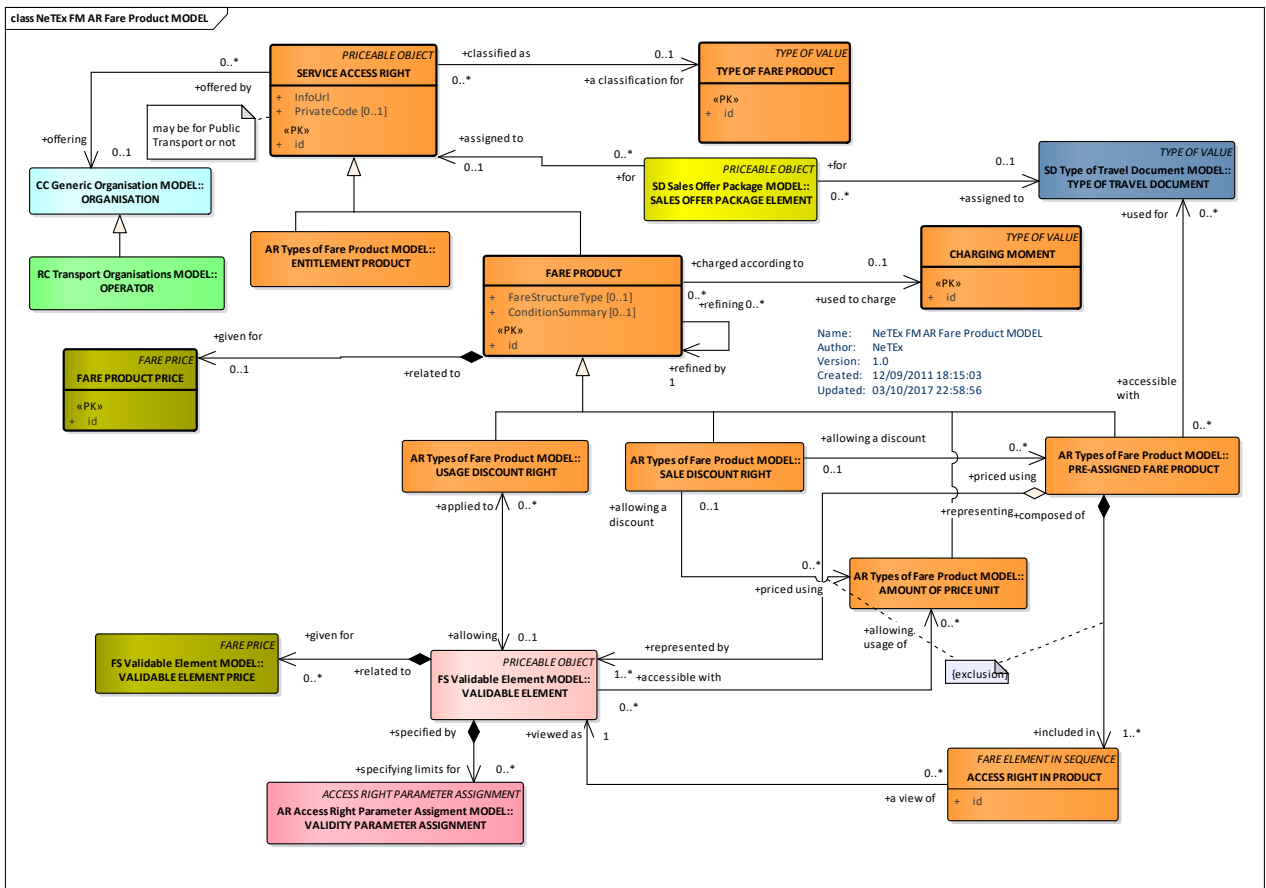 class NeTEx FM AR Fare Product MODEL
PRICEABLE OBJECT
SERVICE ACCESS RIGHT
+ InfoUrl
+ PrivateCode [0..1]
«PK»
+ id
+classified as
0..*
0..1
+a classification for
TYPE OF VALUE
TYPE OF FARE PRODUCT
«PK»
+ id
0..*
+offered by
+offering
0..1
may be for Public
Transport or not
CC Generic Organisation MODEL::
ORGANISATION
RC Transport Organisations MODEL::
OPERATOR
+assigned to
0..1
0..*
+for
PRICEABLE OBJECT
SD Sales Offer Package MODEL::
SALES OFFER PACKAGE ELEMENT
+for
0..*
0..1
+assigned to
TYPE OF VALUE
SD Type of Travel Document MODEL::
TYPE OF TRAVEL DOCUMENT
+used for
0..*
AR Types of Fare Product MODEL::
ENTITLEMENT PRODUCT
FARE PRODUCT
+ FareStructureType [0..1]
+ ConditionSummary [0..1]
«PK»
+ id
+charged according to
0..*
0..1
+used to charge
TYPE OF VALUE
CHARGING MOMENT
«PK»
+ id
+refining 0..*
+refined by
1
Name: NeTEx FM AR Fare Product MODEL
Author: NeTEx
Version: 1.0
Created: 12/09/2011 18:15:03
Updated: 03/10/2017 22:58:56
+given for
0..1
+related to
FARE PRICE
FARE PRODUCT PRICE
«PK»
+ id
+accessible
with
0..*
AR Types of Fare Product MODEL::
USAGE DISCOUNT RIGHT
AR Types of Fare Product MODEL::
SALE DISCOUNT RIGHT
+allowing a discount
0..1
0..*
+priced using
AR Types of Fare Product MODEL::
PRE-ASSIGNED FARE PRODUCT
+applied to
0..*
+allowing a
discount
0..1
+representing
+composed of
0..*
+priced using
AR Types of Fare Product MODEL::
AMOUNT OF PRICE UNIT
+allowing
usage of
0..*
{exclusion}
+allowing
0..1
+represented by
1..*
+accessible with
0..*
FARE PRICE
FS Validable Element MODEL::
VALIDABLE ELEMENT PRICE
+given for
0..*
+related to
PRICEABLE OBJECT
FS Validable Element MODEL::
VALIDABLE ELEMENT
+specified by
+viewed as
1
+included in
1..*
+specifying limits for
0..*
ACCESS RIGHT PARAMETER ASSIGNMENT
AR Access Right Parameter Assigment MODEL::
VALIDITY PARAMETER ASSIGNMENT
0..*
+a view of
FARE ELEMENT IN SEQUENCE
ACCESS RIGHT IN PRODUCT
+ id